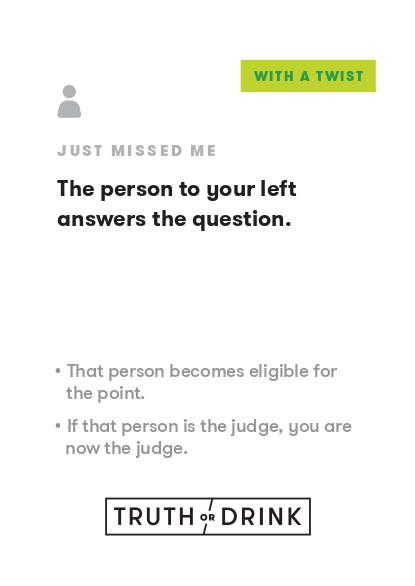 WITH A TWIST
JUST MISSED ME
The person to your left
answers the question.
• That person becomes eligible for
the point.
• If that person is the judge, you are
now the judge.
TRUTH OR DRINK